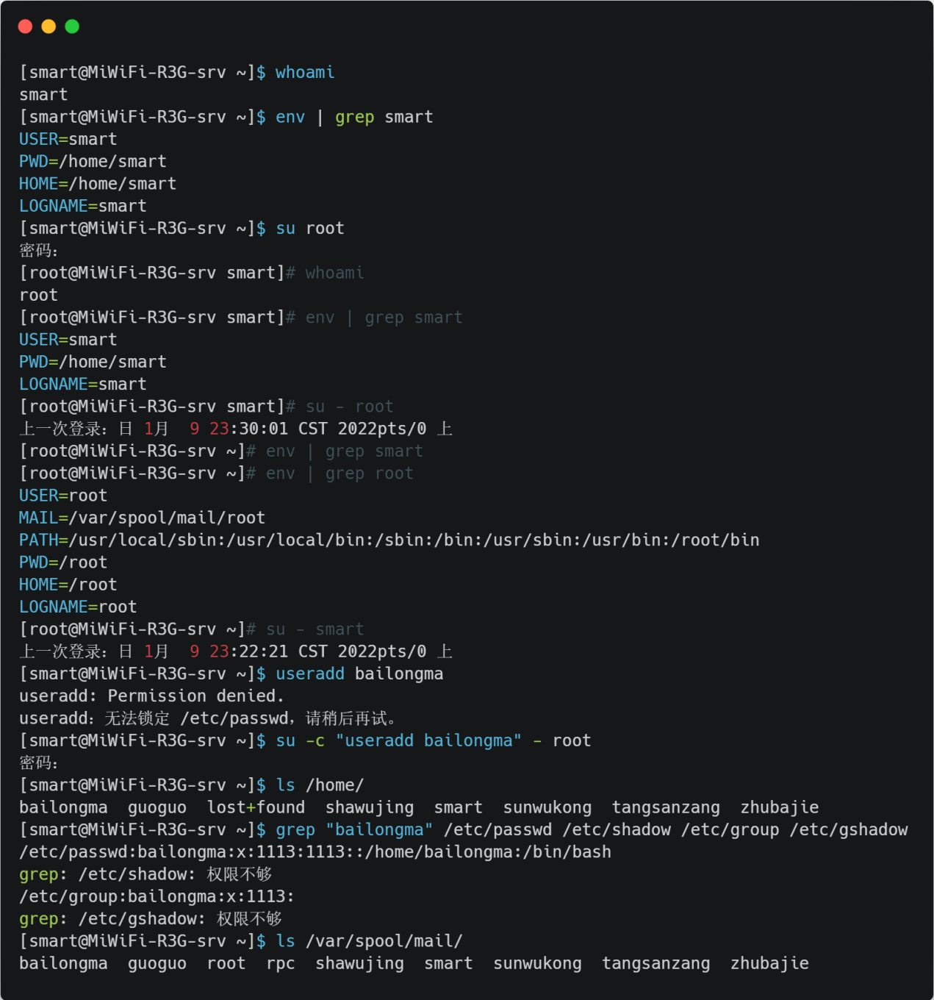 [smart@MiWiFi-R3G-srv ~]$ whoami
smart
[smart@MiWiFi-R3G-srv ~]$ env | grep smart
USER=smart
PWD=/home/smart
HOME=/home/smart
LOGNAME=smart
[smart@MiWiFi-R3G-srv ~]$ su root
密码：
[root@MiWiFi-R3G-srv smart]# whoami
root
[root@MiWiFi-R3G-srv smart]# env | grep smart
USER=smart
PWD=/home/smart
LOGNAME=smart
[root@MiWiFi-R3G-srv smart]# su - root
上一次登录：日 1月  9 23:30:01 CST 2022pts/0 上
[root@MiWiFi-R3G-srv ~]# env | grep smart
[root@MiWiFi-R3G-srv ~]# env | grep root
USER=root
MAIL=/var/spool/mail/root
PATH=/usr/local/sbin:/usr/local/bin:/sbin:/bin:/usr/sbin:/usr/bin:/root/bin
PWD=/root
HOME=/root
LOGNAME=root
[root@MiWiFi-R3G-srv ~]# su - smart
上一次登录：日 1月  9 23:22:21 CST 2022pts/0 上
[smart@MiWiFi-R3G-srv ~]$ useradd bailongma
useradd: Permission denied.
useradd：无法锁定 /etc/passwd，请稍后再试。
[smart@MiWiFi-R3G-srv ~]$ su -c "useradd bailongma" - root
密码：
[smart@MiWiFi-R3G-srv ~]$ ls /home/
bailongma  guoguo  lost+found  shawujing  smart  sunwukong  tangsanzang  zhubajie
[smart@MiWiFi-R3G-srv ~]$ grep "bailongma" /etc/passwd /etc/shadow /etc/group /etc/gshadow
/etc/passwd:bailongma:x:1113:1113::/home/bailongma:/bin/bash
grep: /etc/shadow: 权限不够
/etc/group:bailongma:x:1113:
grep: /etc/gshadow: 权限不够
[smart@MiWiFi-R3G-srv ~]$ ls /var/spool/mail/
bailongma  guoguo  root  rpc  shawujing  smart  sunwukong  tangsanzang  zhubajie